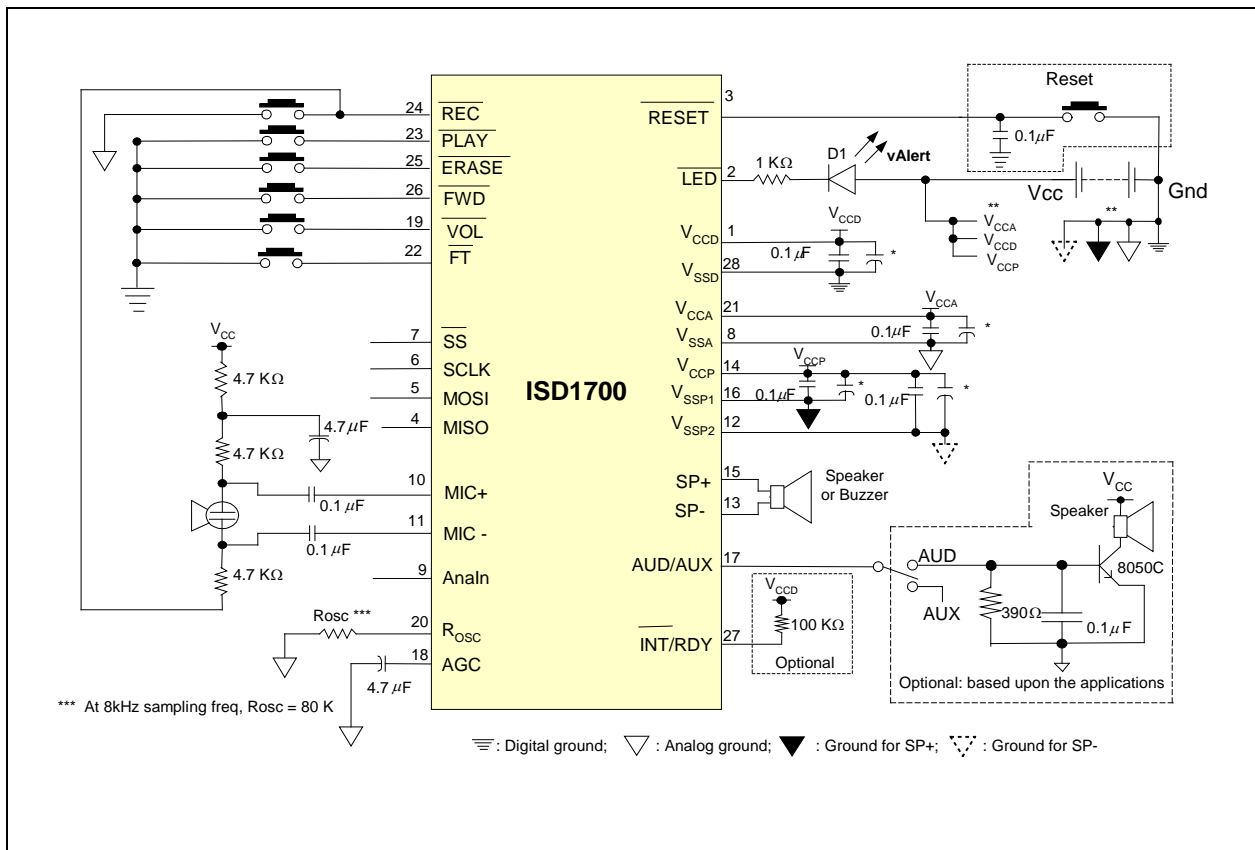 Reset
3
24 REC
RESET
0.1μF
23 PLAY
25 ERASE
26 FWD
19 VOL
22 FT
D1
vAlert
1 KΩ
2
LED
Vcc
Gnd
**
VCCA
VCCD
VCCP
**
VCCD
1
VCCD
0.1μF
*
28
VSSD
VCCA
21
VCCA
0.1μF
*
8
VSSA
VCCP
14
VCCP
*
*
16
VSSP1
0.1μF
0.1μF
12
VSSP2
7 SS
6 SCLK
5 MOSI
4 MISO
ISD1700
VCC
4.7 KΩ
4.7μF
4.7 KΩ
10 MIC+
0.1μF
11 MIC -
0.1μF
4.7 KΩ
9 AnaIn
Rosc ***
20 ROSC
18 AGC
4.7 μF
*** At 8kHz sampling freq, Rosc = 80 K
15
SP+
Speaker
or Buzzer
13
SP-
17
AUD/AUX
VCCD
100 KΩ
27
INT/RDY
Optional
VCC
Speaker
AUD
8050C
AUX
390Ω
0.1μF
Optional: based upon the applications
: Digital ground; : Analog ground; : Ground for SP+; : Ground for SP-